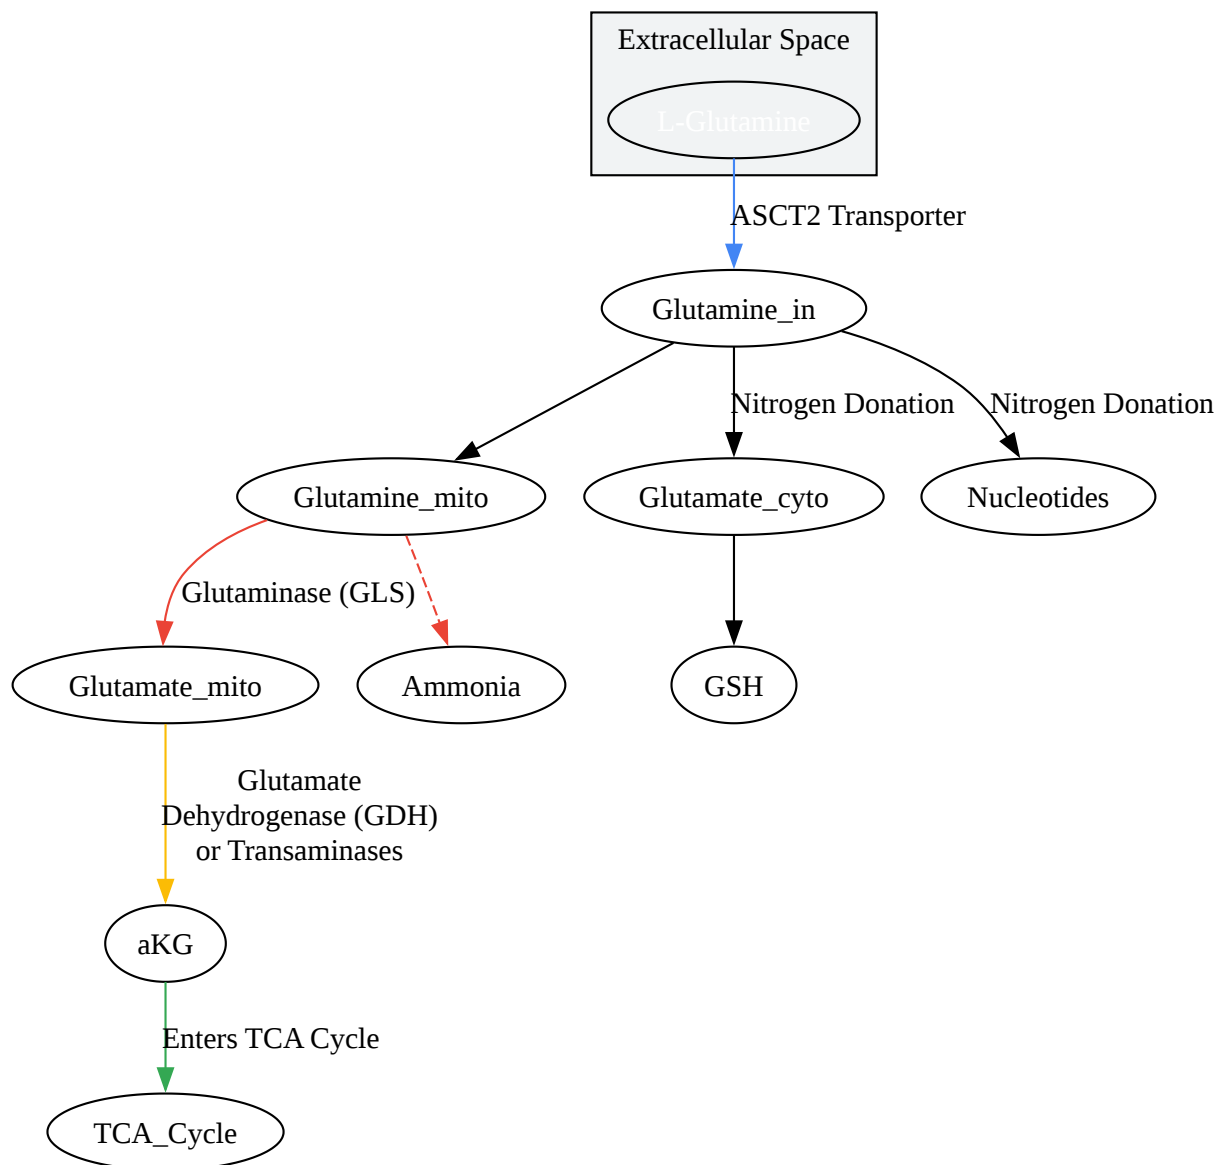 Extracellular Space
L-Glutamine
ASCT2 Transporter
Glutamine_in
Nitrogen Donation
Nitrogen Donation
Glutamine_mito
Glutamate_cyto
Nucleotides
Glutaminase (GLS)
Glutamate_mito
Ammonia
GSH
Glutamate
Dehydrogenase (GDH)
or Transaminases
aKG
Enters TCA Cycle
TCA_Cycle